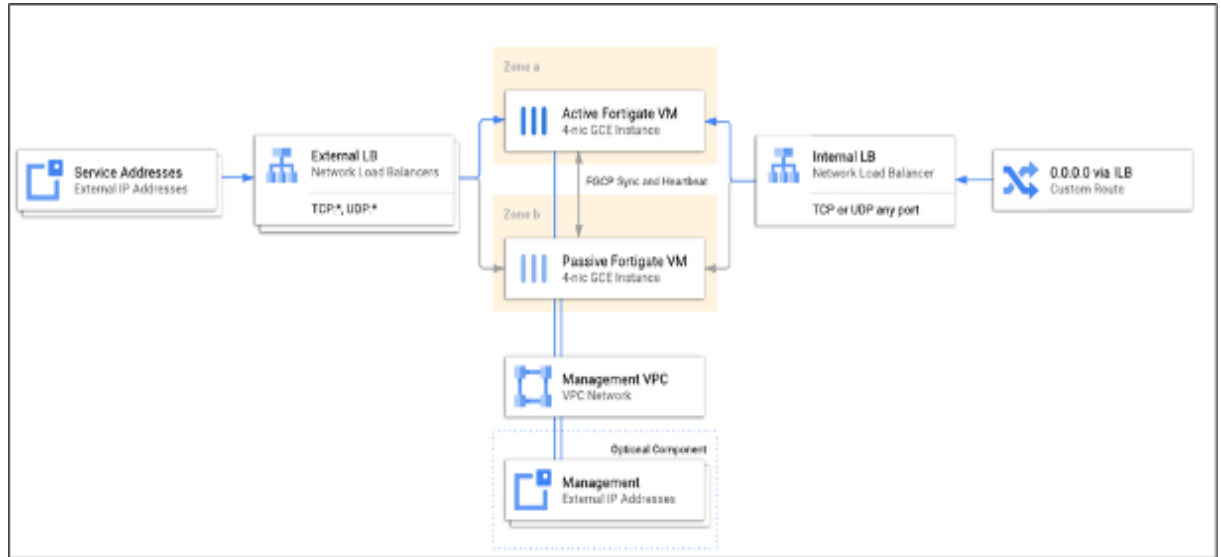 Zone a
Active Fortigate VM
4-nic GCE Instance
Service Addresses
External IP Addresses
External LB
Network Load Balancers
TCP:*, UDP:*
FGCP Sync and Heartbeat
Internal LB
Network Load Balancer
TCP or UDP any port
0.0.0.0 via ILB
Custom Route
Zone b
Passive Fortigate VM
4-nic GCE Instance
Management VPC
VPC Network
Optional Component
Management
External IP Addresses